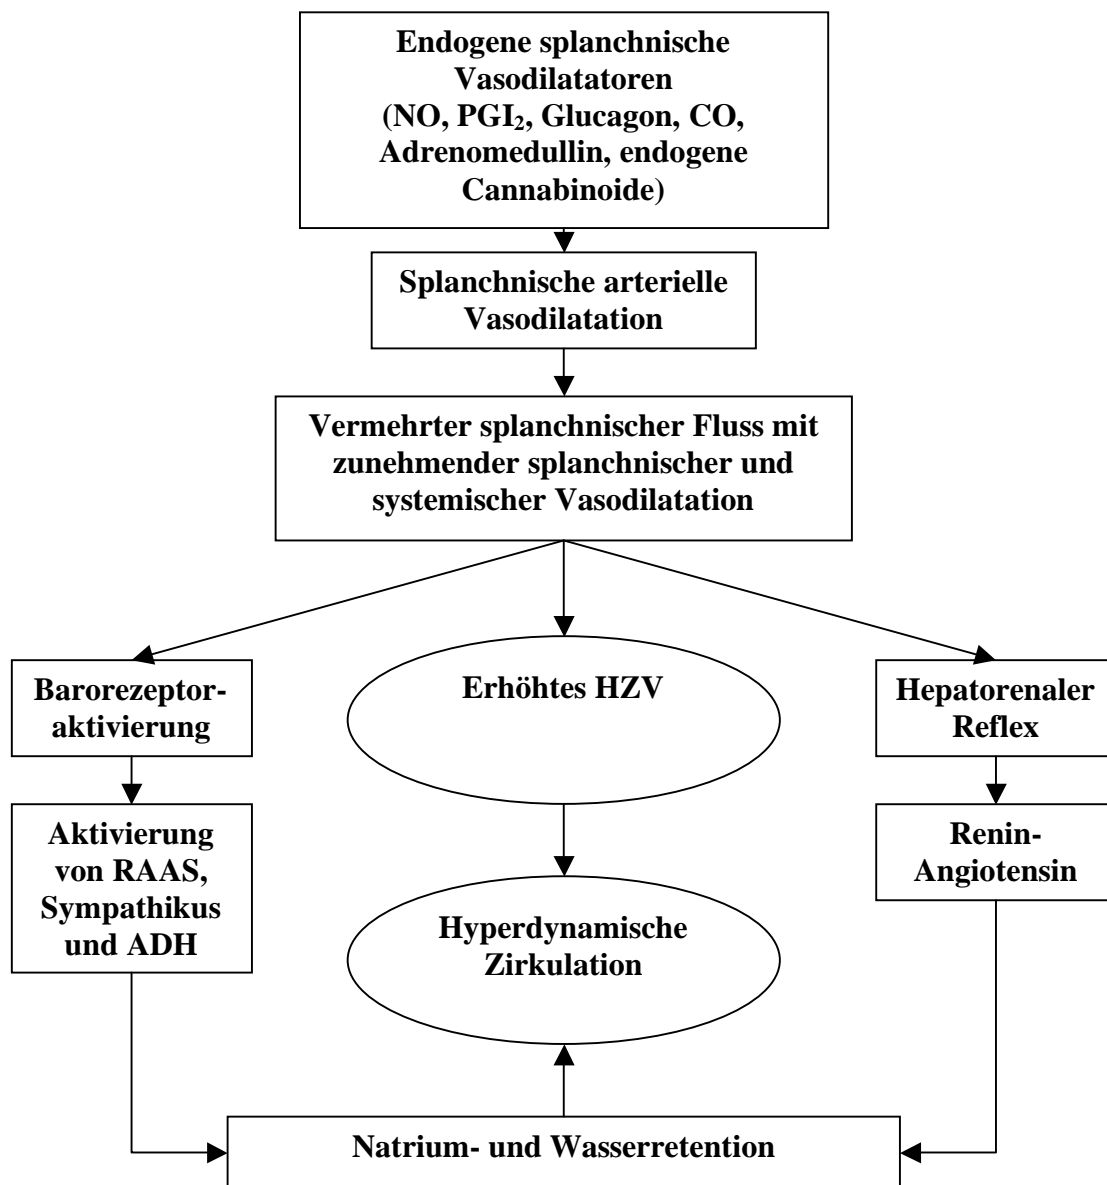 Endogene splanchnische
Vasodilatatoren
(NO, PGI₂, Glucagon, CO,
Adrenomedullin, endogene
Cannabinoide)
Splanchnische arterielle
Vasodilatation
Vermehrter splanchnischer Fluss mit
zunehmender splanchnischer und
systemischer Vasodilatation
Barorezeptor-
aktivierung
Erhöhtes HZV
Hepatorenaler
Reflex
Aktivierung
von RAAS,
Sympathikus
und ADH
Renin-
Angiotensin
Hyperdynamische
Zirkulation
Natrium- und Wasserretention